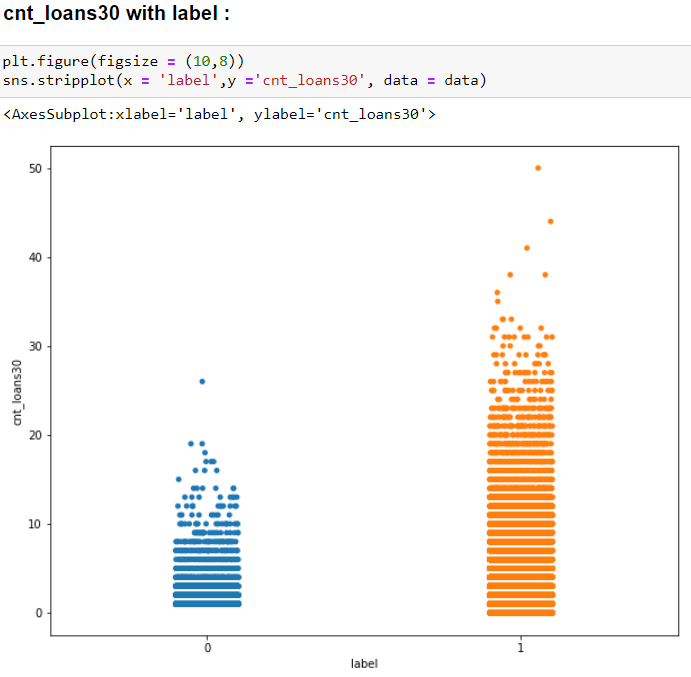 cnt_loans30 with label :
plt.figure(figsize = (10,8))
sns.stripplot(x = 'label',y ='cnt_loans30', data = data)
<AxesSubplot:xlabel='label', ylabel='cnt_loans30'>
50
40
30
20
10
0
cnt_loans30
0 1
label